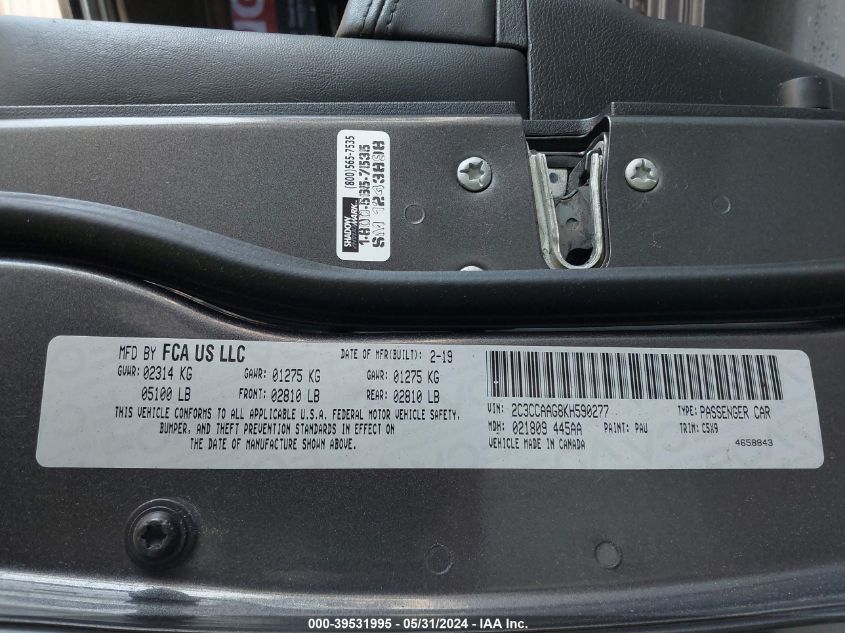 SHADOW
MARK
(800)565-7535
1-800-565-7535
MFD BY FCA US LLC
DATE OF MFR(BUILT): 2-19
GVWR: 02314 KG GAWR: 01275 KG GAWR: 01275 KG
05100 LB FRONT: 02810 LB REAR: 02810 LB
THIS VEHICLE CONFORMS TO ALL APPLICABLE U.S.A. FEDERAL MOTOR VEHICLE SAFETY,
BUMPER, AND THEFT PREVENTION STANDARDS IN EFFECT ON
THE DATE OF MANUFACTURE SHOWN ABOVE.
VIN: 2C3CCAAG8KH590277 TYPE: PASSENGER CAR
MDH: 021809 445AA PAINT: PAU TRIM: C5X9
VEHICLE MADE IN CANADA 4658843
000-39531995 - 05/31/2024 - IAA Inc.